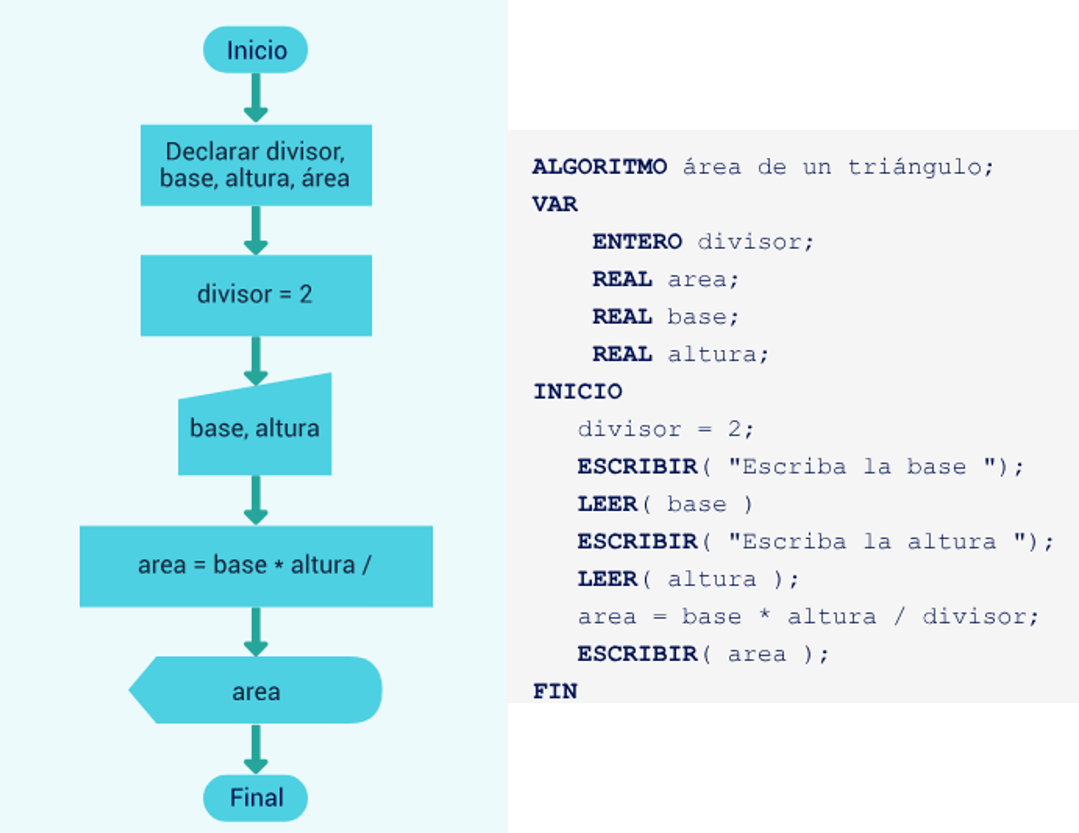 Inicio
Declarar divisor,
base, altura, área
divisor = 2
base, altura
area = base * altura /
area
Final
ALGORITMO área de un triángulo;
VAR
ENTERO divisor;
REAL area;
REAL base;
REAL altura;
INICIO
divisor = 2;
ESCRIBIR( "Escriba la base ");
LEER( base )
ESCRIBIR( "Escriba la altura ");
LEER( altura );
area = base * altura / divisor;
ESCRIBIR( area );
FIN